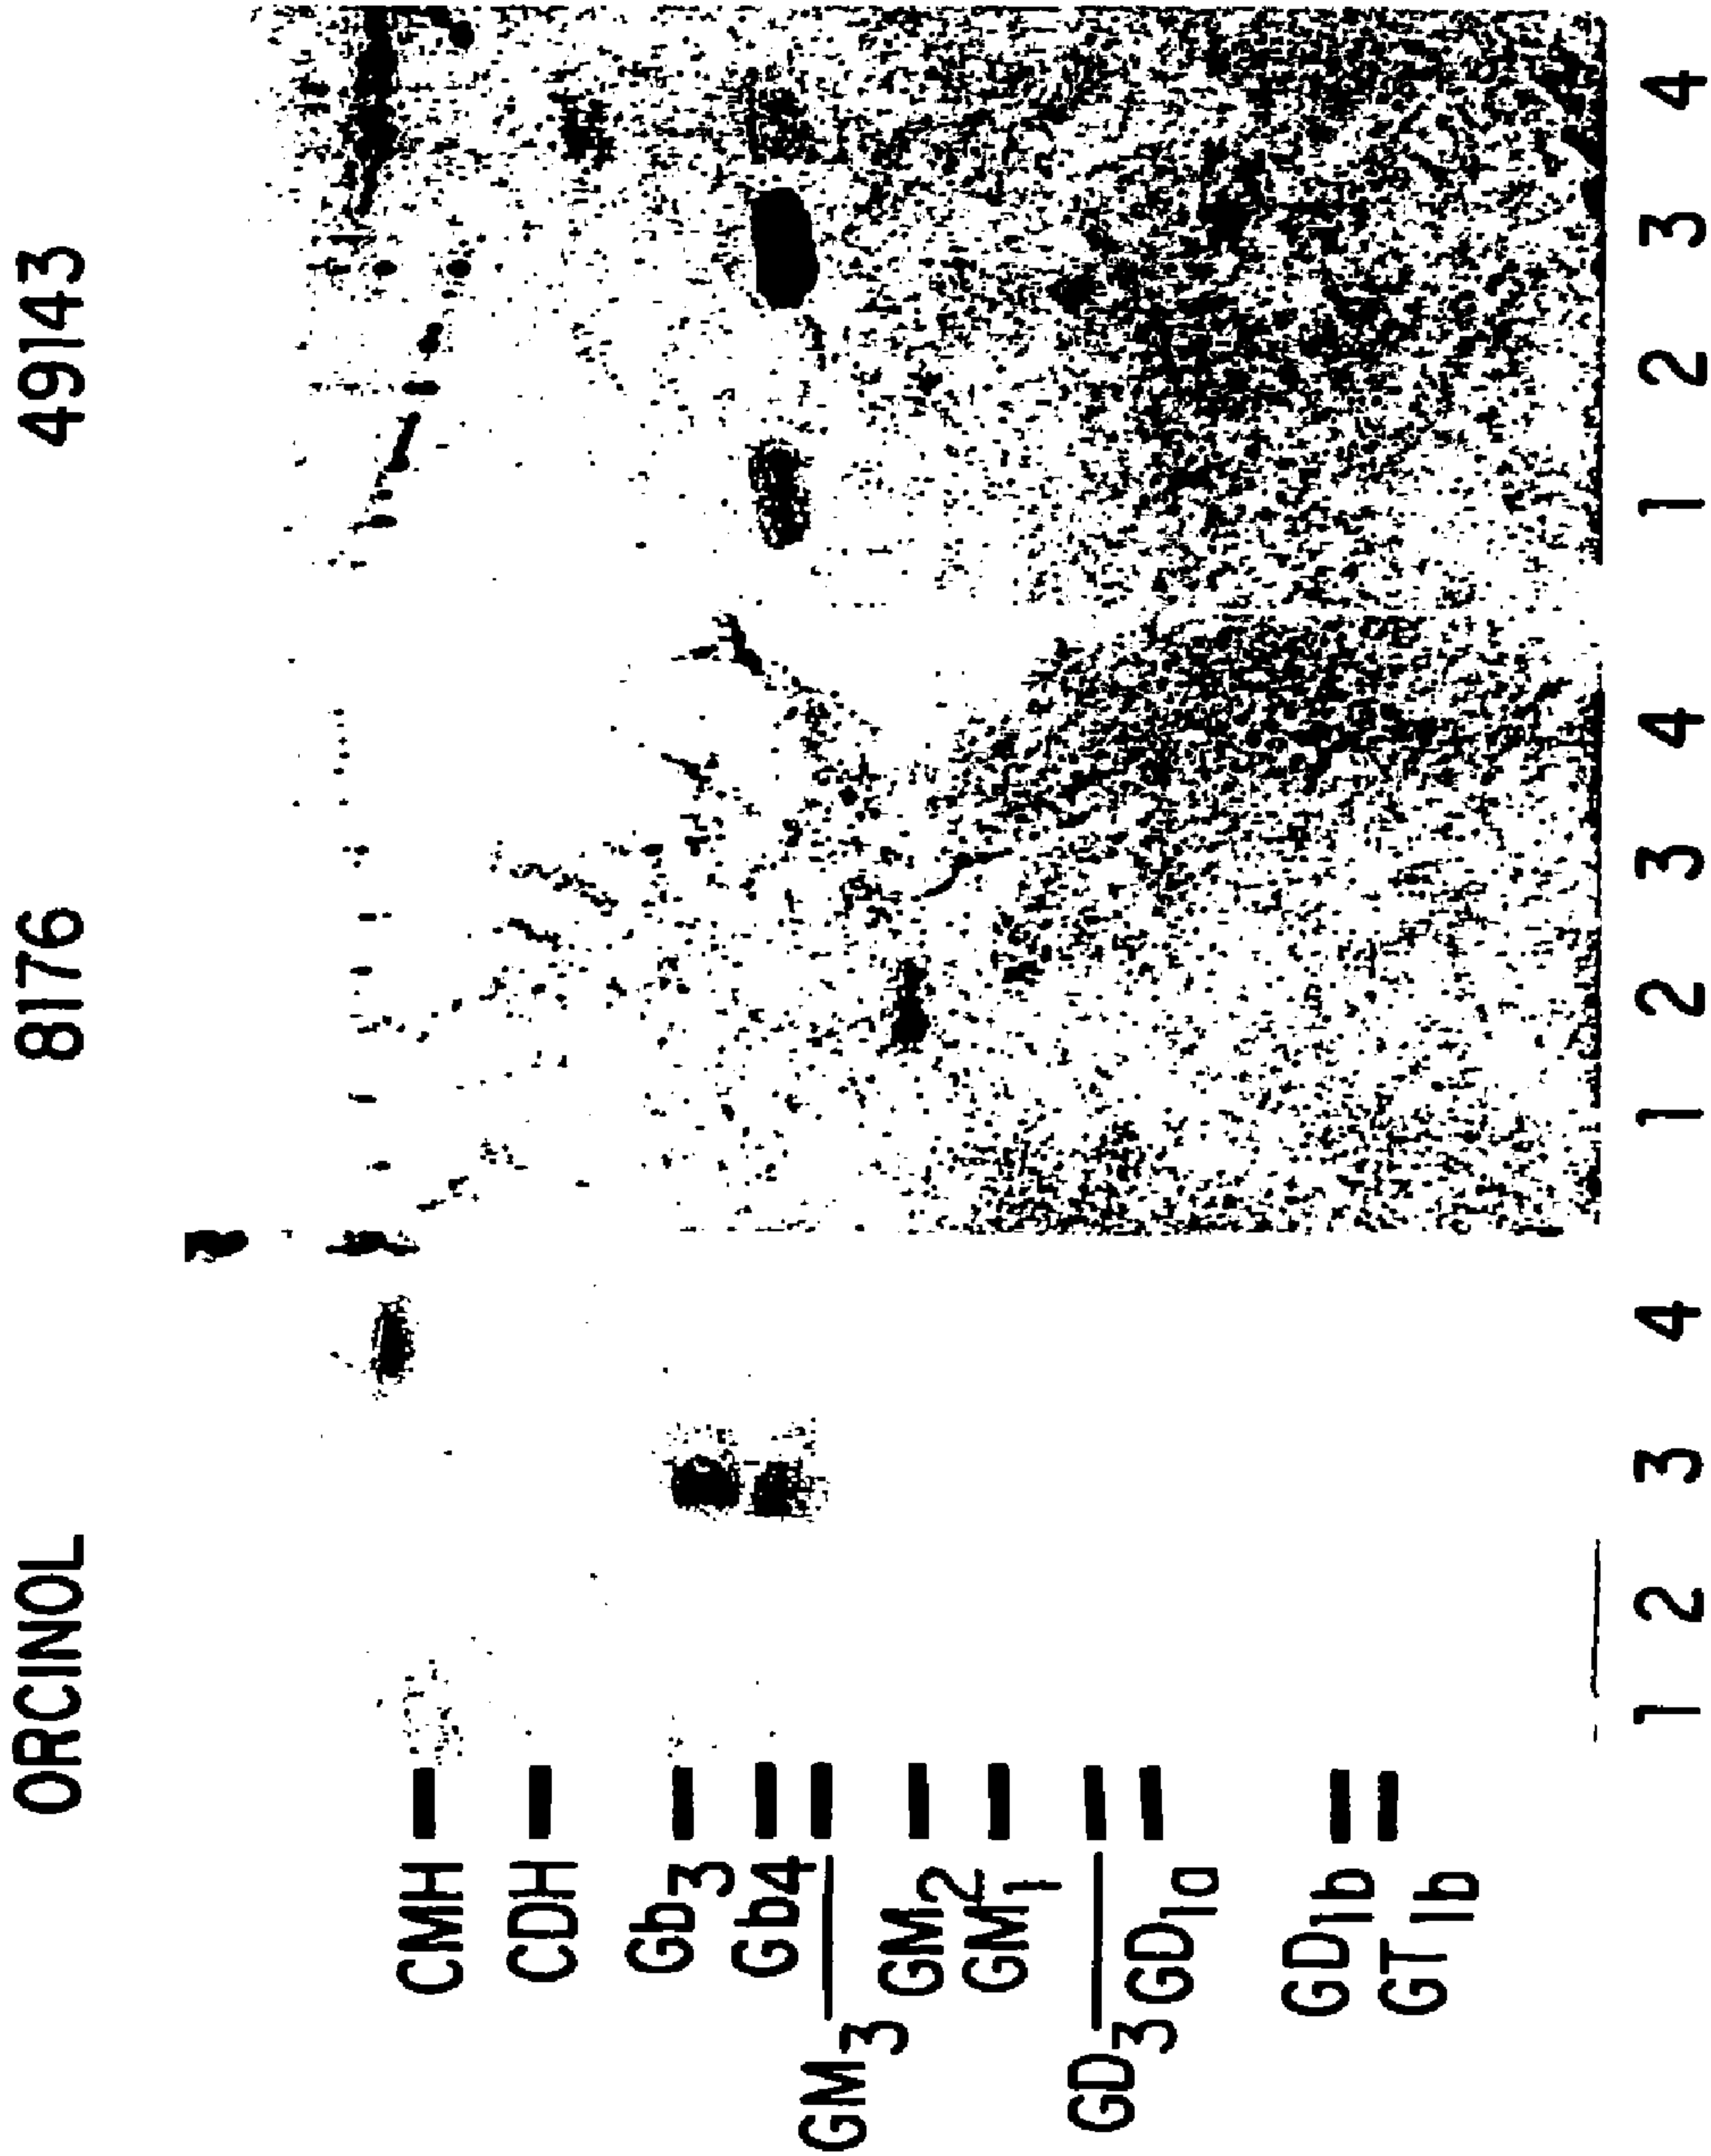 ORCINOL 8176 49143
CMH
CDH
Gb3
Gb4
GM3
GM2
GM1
GD3
GD1a
GD1b
GT1b
1 2 3 4 1 2 3 4 1 2 3 4